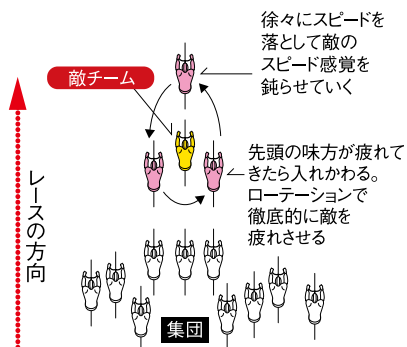 徐々にスピードを
落として敵の
スピード感覚を
鈍らせていく
敵チーム
先頭の味方が疲れて
きたら入れかわる。
ローテーションで
徹底的に敵を
疲れさせる
レースの方向
集団